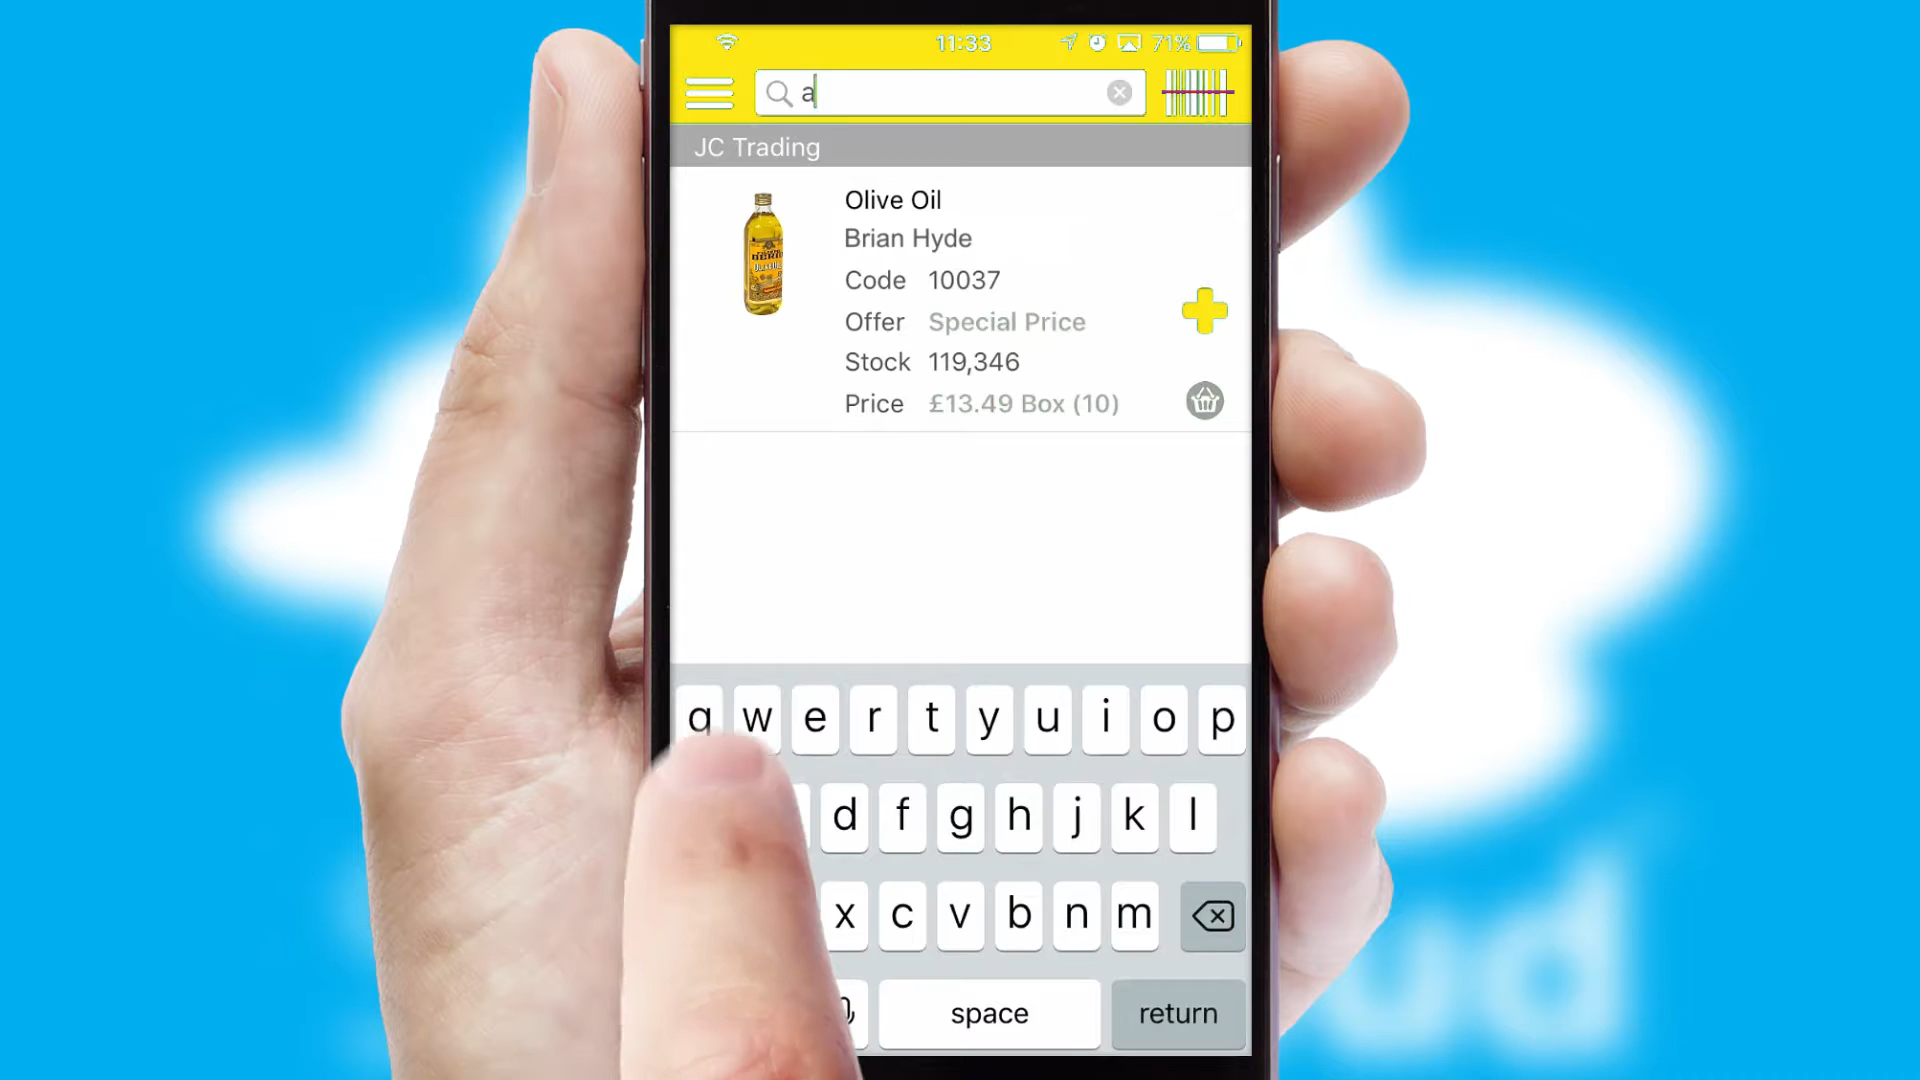 11:33
71%
a
JC Trading
Olive Oil
Brian Hyde
Code 10037
Offer Special Price
Stock 119,346
Price £13.49 Box (10)
q w e r t y u i o p
d f g h j k l
x c v b n m
space return
ud